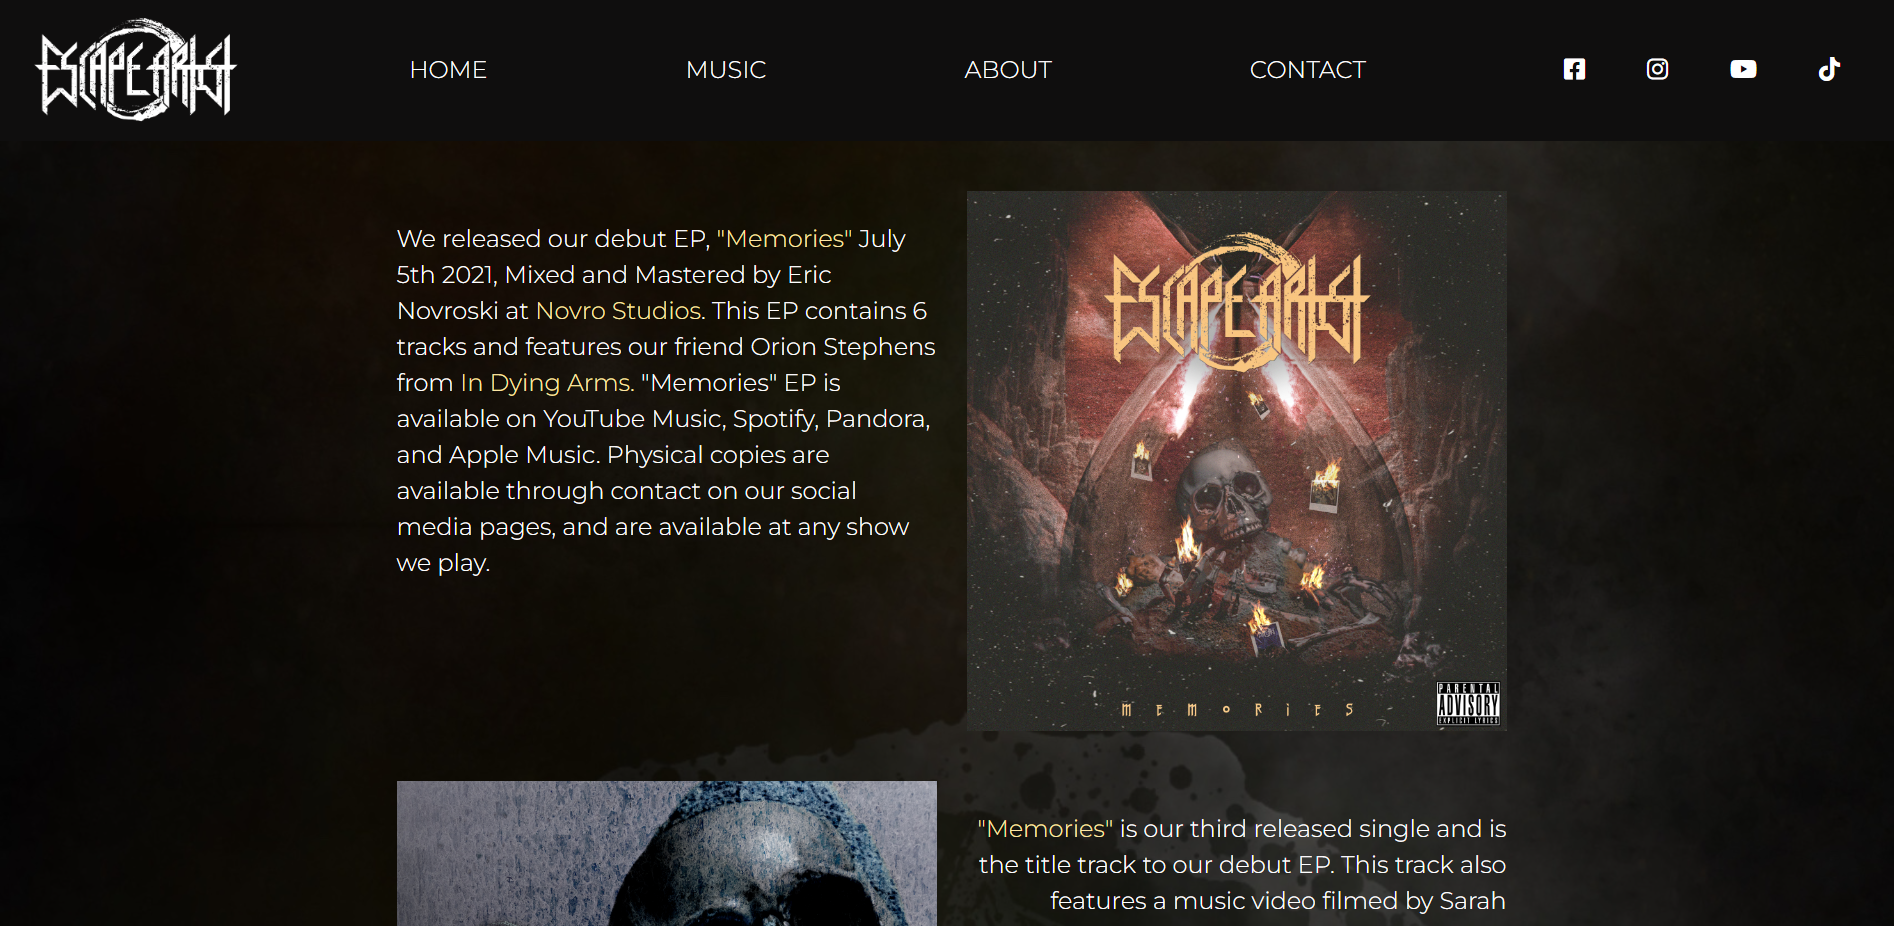 ESCAPE ARTIST
HOME
MUSIC
ABOUT
CONTACT
We released our debut EP, "Memories" July
5th 2021, Mixed and Mastered by Eric
Novroski at Novro Studios. This EP contains 6
tracks and features our friend Orion Stephens
from In Dying Arms. "Memories" EP is
available on YouTube Music, Spotify, Pandora,
and Apple Music. Physical copies are
available through contact on our social
media pages, and are available at any show
we play.
ESCAPE ARTIST
MEMORIES
PARENTAL
ADVISORY
EXPLICIT LYRICS
"Memories" is our third released single and is
the title track to our debut EP. This track also
features a music video filmed by Sarah